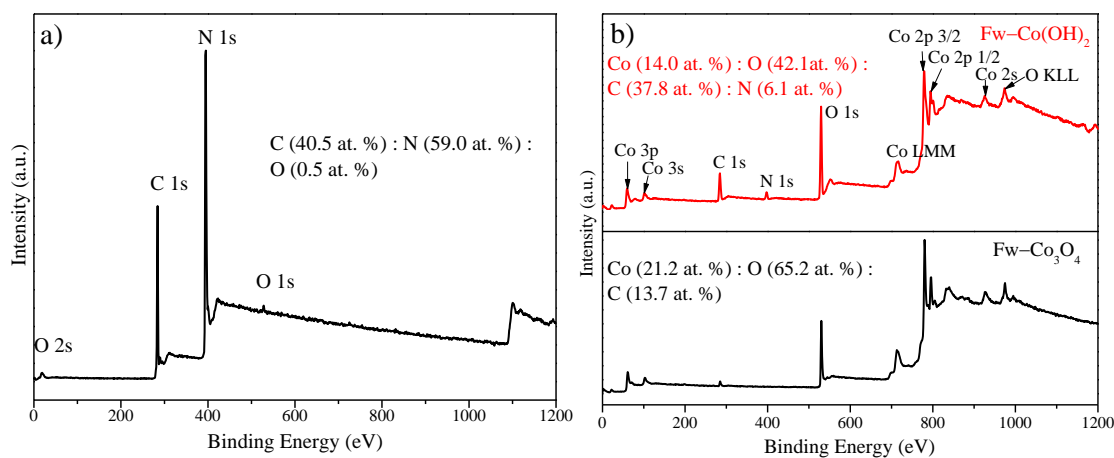 a)
N 1s
C (40.5 at. %) : N (59.0 at. %) :
O (0.5 at. %)
C 1s
O 1s
O 2s
Intensity (a.u.)
0 200 400 600 800 1000 1200
Binding Energy (eV)
b)
Co 2p 3/2
Fw–Co(OH)2
Co 2p 1/2
Co (14.0 at. %) : O (42.1at. %) :
C (37.8 at. %) : N (6.1 at. %)
Co 2s
O KLL
O 1s
Co 3p
Co 3s
C 1s
N 1s
Co LMM
Fw–Co3O4
Co (21.2 at. %) : O (65.2 at. %) :
C (13.7 at. %)
Intensity (a.u.)
0 200 400 600 800 1000 1200
Binding Energy (eV)